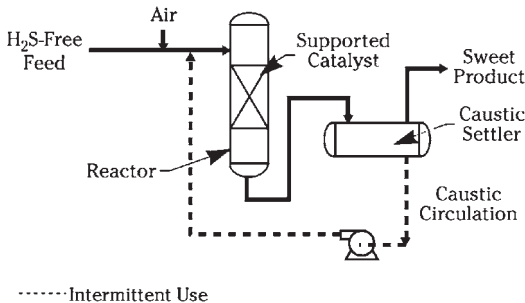 Air
H2S-Free
Feed
Supported
Catalyst
Sweet
Product
Caustic
Settler
Reactor
Caustic
Circulation
Intermittent Use